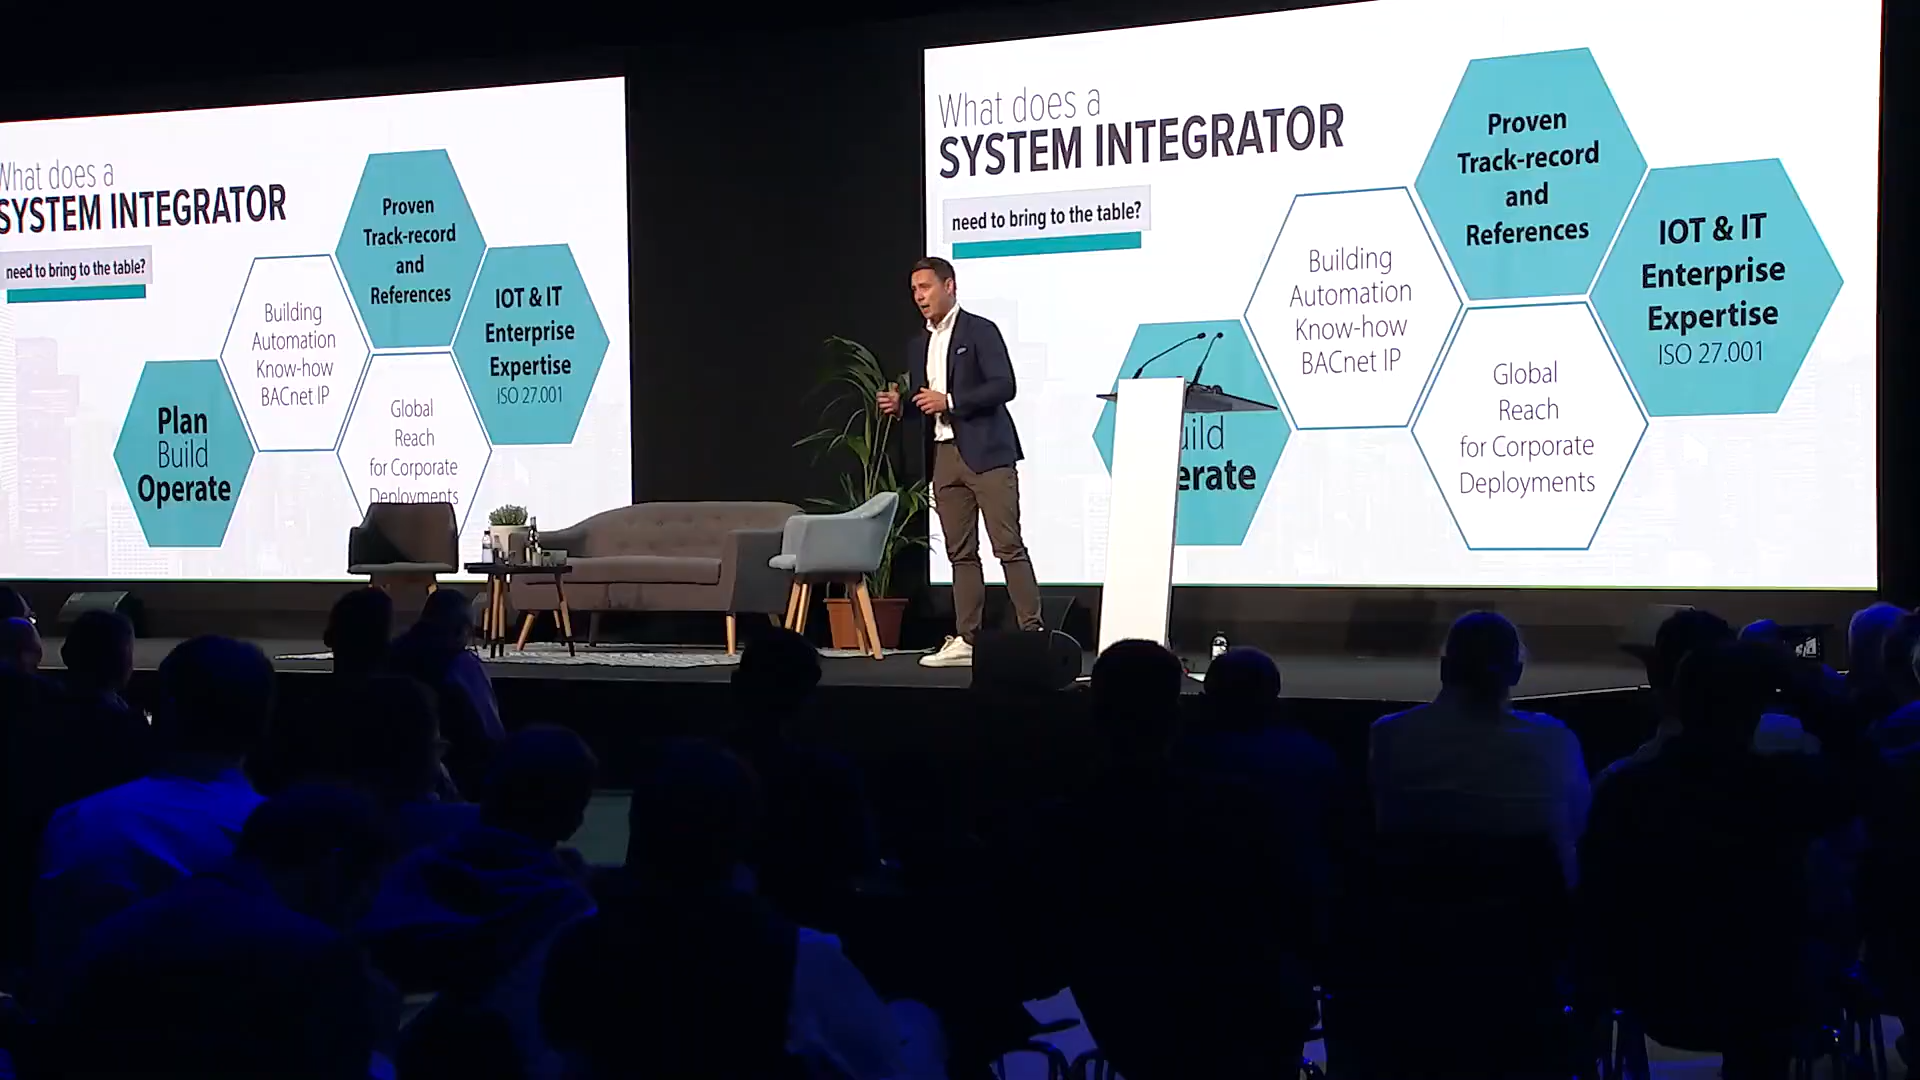 What does a
SYSTEM INTEGRATOR
need to bring to the table?
Proven
Track-record
and
References
IOT & IT
Enterprise
Expertise
ISO 27.001
Building
Automation
Know-how
BACnet IP
Global
Reach
for Corporate
Deployments
Plan
Build
Operate
What does a
SYSTEM INTEGRATOR
need to bring to the table?
Proven
Track-record
and
References
IOT & IT
Enterprise
Expertise
ISO 27.001
Building
Automation
Know-how
BACnet IP
Global
Reach
for Corporate
Deployments
uild
erate